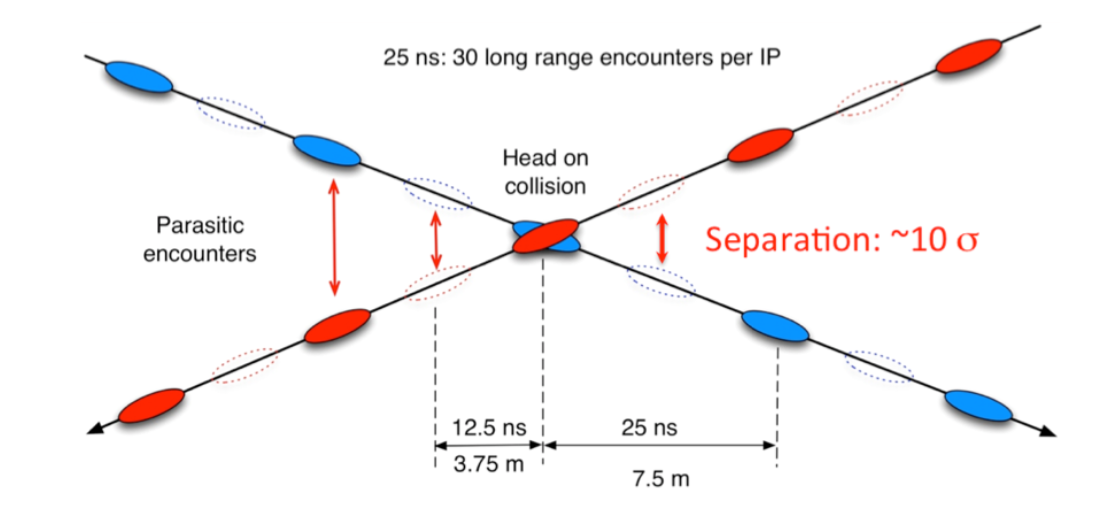 25 ns: 30 long range encounters per IP
Head on
collision
Parasitic
encounters
Separation: ~10 σ
12.5 ns
25 ns
3.75 m
7.5 m